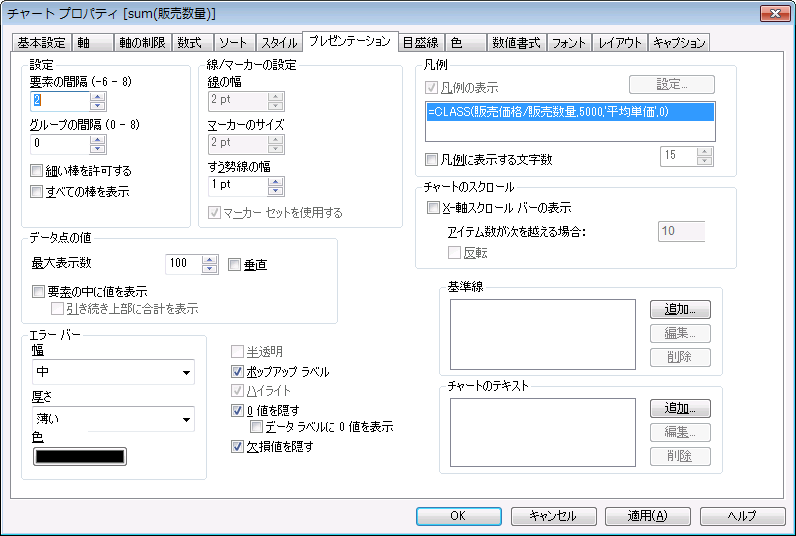 チャート プロパティ [sum(販売数量)]
基本設定 軸 軸の制限 数式 ソート スタイル プレゼンテーション 目盛線 色 数値書式 フォント レイアウト キャプション
設定
要素の間隔 (-6 - 8)
2
グループの間隔 (0 - 8)
0
細い棒を許可する
すべての棒を表示
線/マーカーの設定
線の幅
2 pt
マーカーのサイズ
2 pt
すう勢線の幅
1 pt
マーカー セットを使用する
凡例
凡例の表示
設定...
=CLASS(販売価格/販売数量,5000,'平均単価',0)
凡例に表示する文字数
15
チャートのスクロール
X-軸スクロール バーの表示
アイテム数が次を越える場合:
10
反転
データ点の値
最大表示数
100
垂直
要素の中に値を表示
引き続き上部に合計を表示
エラー バー
幅
中
厚さ
薄い
色
半透明
ポップアップ ラベル
ハイライト
0 値を隠す
データ ラベルに 0 値を表示
欠損値を隠す
基準線
追加...
編集...
削除
チャートのテキスト
追加...
編集...
削除
OK キャンセル 適用(A) ヘルプ